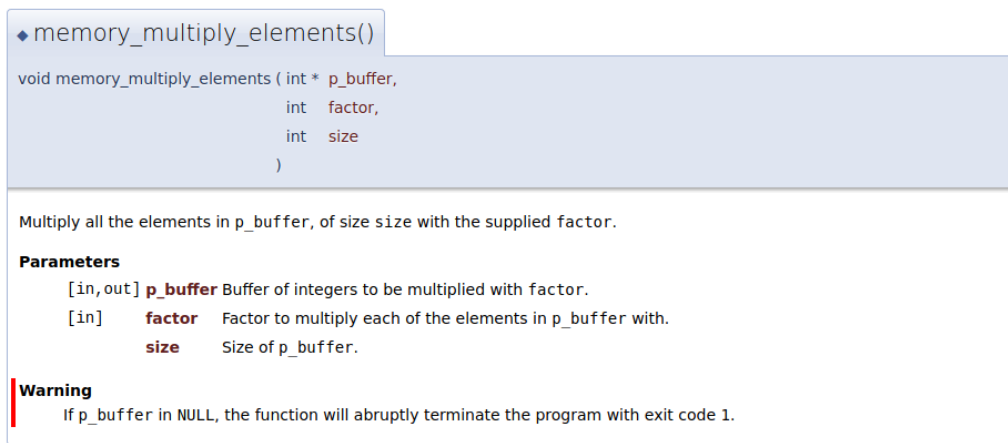 ◆ memory_multiply_elements()
void memory_multiply_elements ( int * p_buffer,
int factor,
int size
)
Multiply all the elements in p_buffer, of size size with the supplied factor.
Parameters
[in,out] p_buffer Buffer of integers to be multiplied with factor.
[in] factor Factor to multiply each of the elements in p_buffer with.
size Size of p_buffer.
Warning
If p_buffer in NULL, the function will abruptly terminate the program with exit code 1.